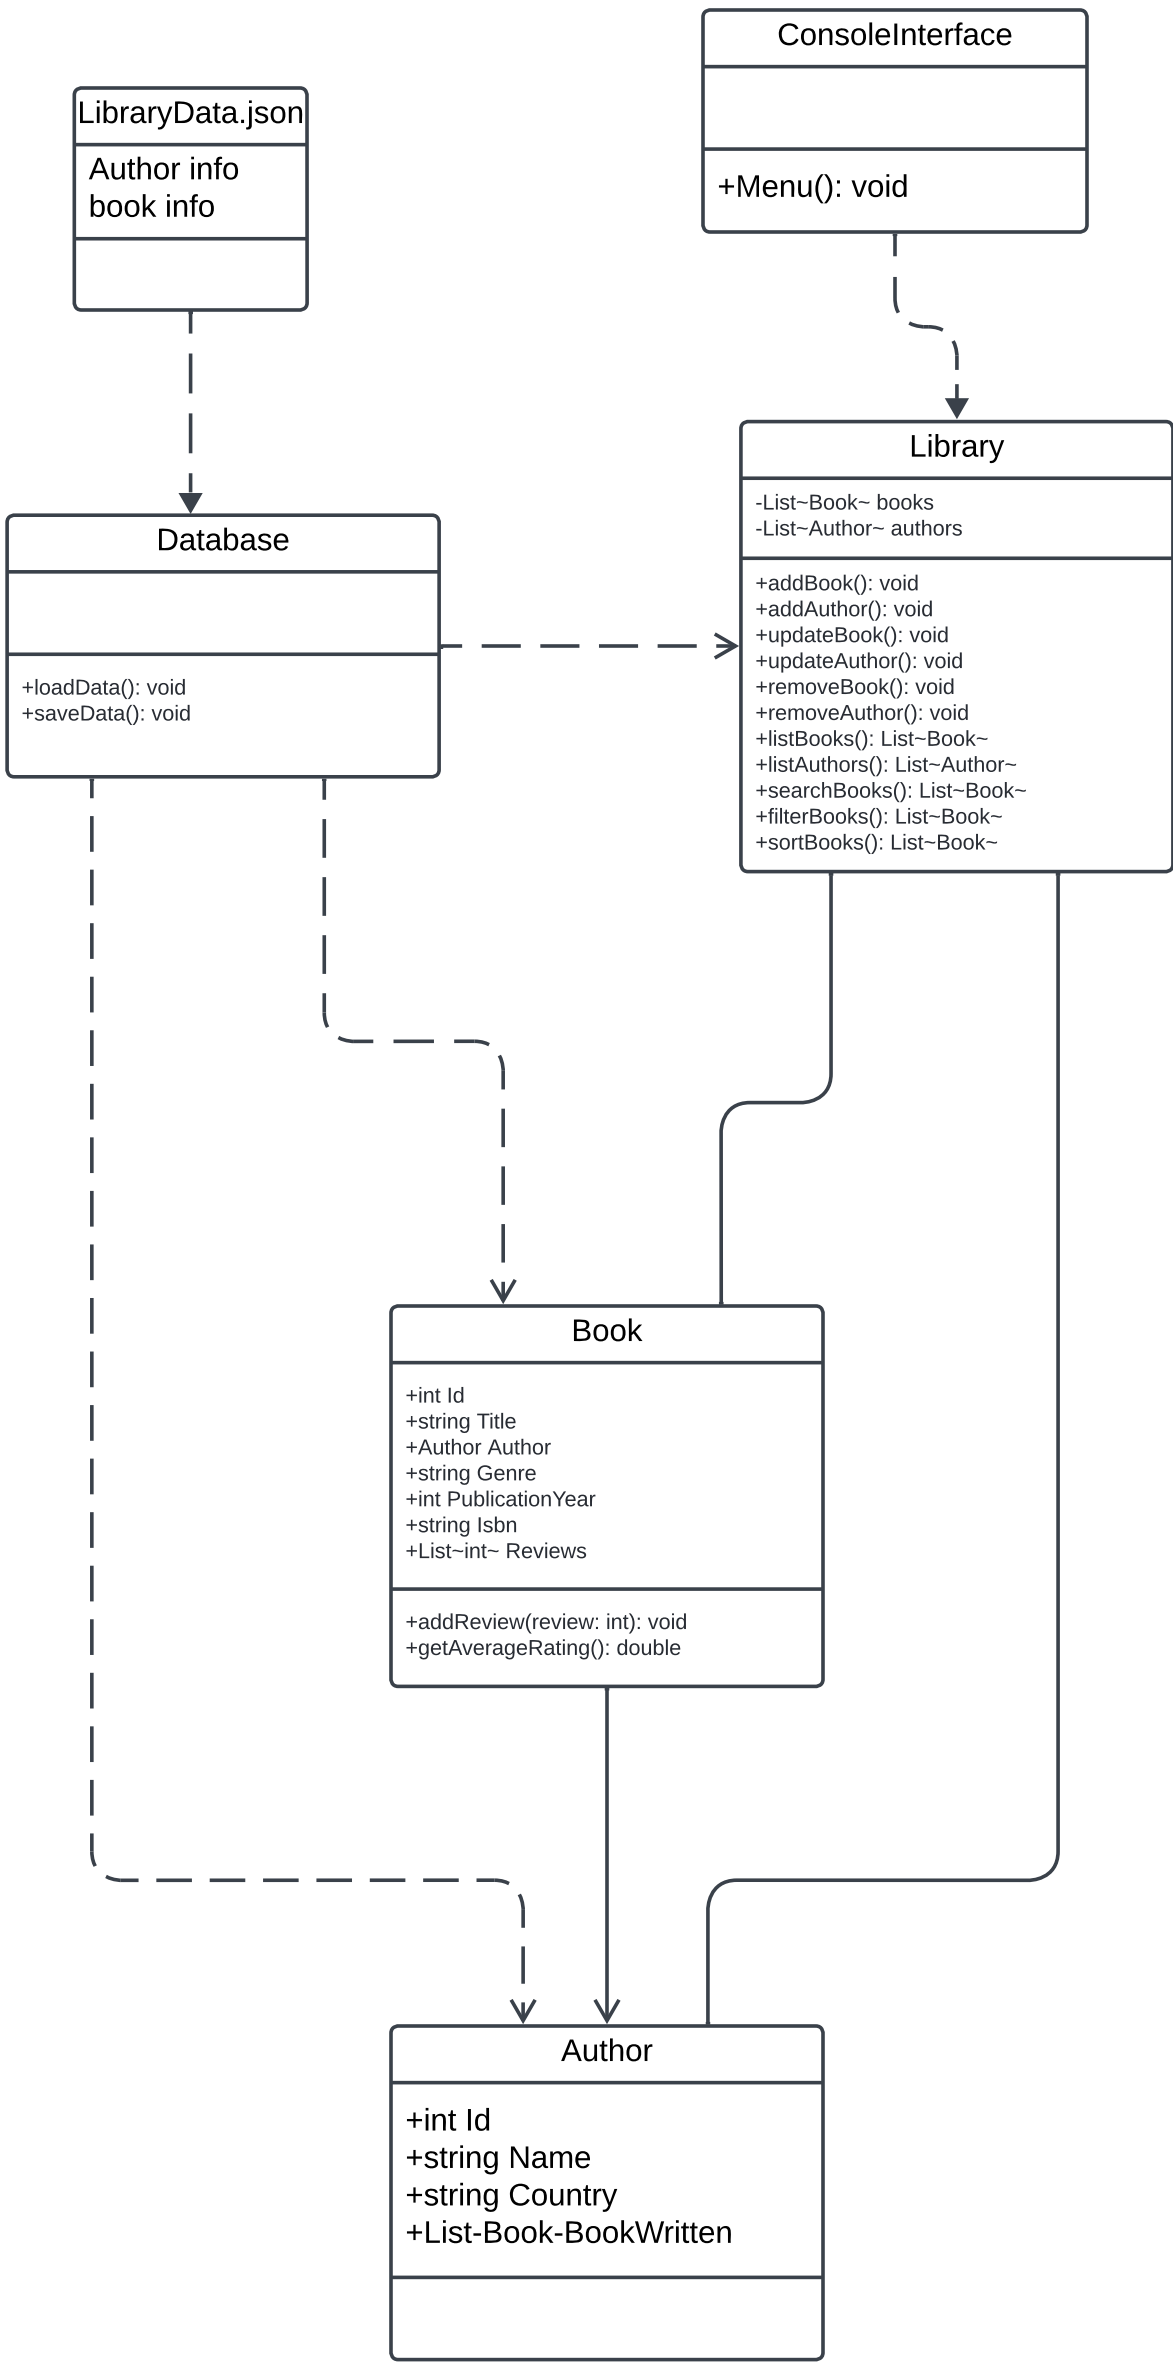 ConsoleInterface
+Menu(): void
LibraryData.json
Author info
book info
Library
-List~Book~ books
-List~Author~ authors
+addBook(): void
+addAuthor(): void
+updateBook(): void
+updateAuthor(): void
+removeBook(): void
+removeAuthor(): void
+listBooks(): List~Book~
+listAuthors(): List~Author~
+searchBooks(): List~Book~
+filterBooks(): List~Book~
+sortBooks(): List~Book~
Database
+loadData(): void
+saveData(): void
Book
+int Id
+string Title
+Author Author
+string Genre
+int PublicationYear
+string Isbn
+List~int~ Reviews
+addReview(review: int): void
+getAverageRating(): double
Author
+int Id
+string Name
+string Country
+List-Book-BookWritten